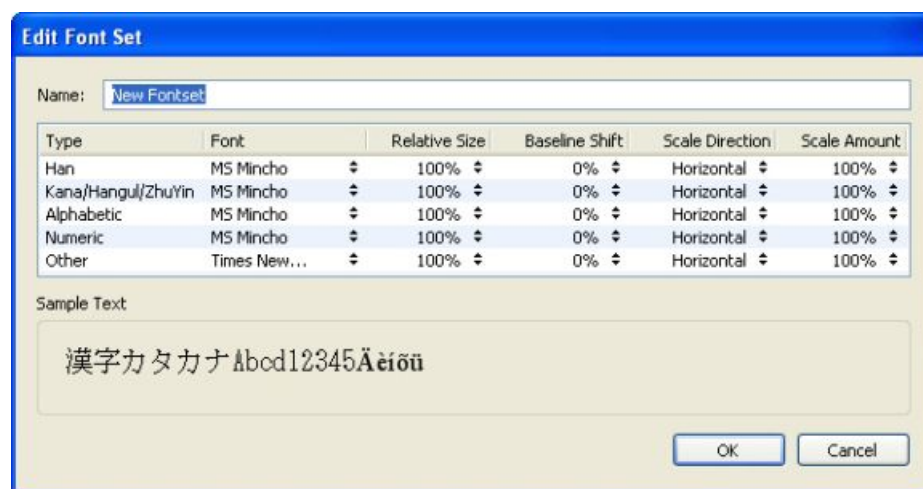 Edit Font Set
Name: New Fontset
Type Font Relative Size Baseline Shift Scale Direction Scale Amount
Han MS Mincho 100% 0% Horizontal 100%
Kana/Hangul/ZhuYin MS Mincho 100% 0% Horizontal 100%
Alphabetic MS Mincho 100% 0% Horizontal 100%
Numeric MS Mincho 100% 0% Horizontal 100%
Other Times New... 100% 0% Horizontal 100%
Sample Text
漢字カタカナAbcd12345Äèíõü
OK Cancel